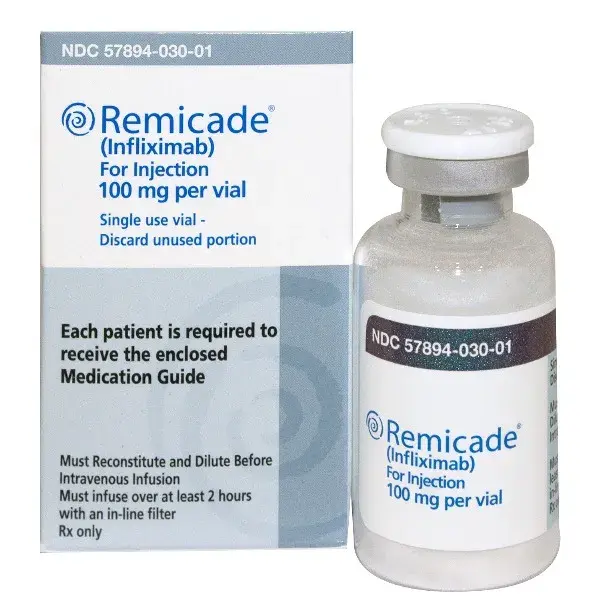 NDC 57894-030-01
Remicade®
(Infliximab)
For Injection
100 mg per vial
Single use vial -
Discard unused portion
Each patient is required to
receive the enclosed
Medication Guide
Must Reconstitute and Dilute Before
Intravenous Infusion
Must infuse over at least 2 hours
with an in-line filter
Rx only
NDC 57894-030-01
Remicade®
(Infliximab)
For Injection
100 mg per vial